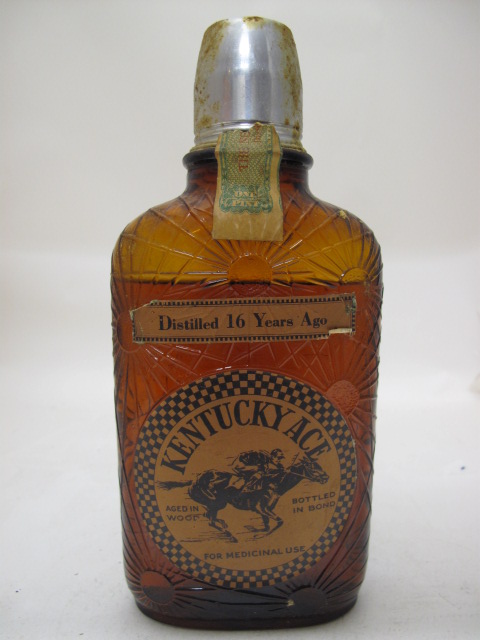 ONE
PINT
Distilled 16 Years Ago
KENTUCKY ACE
AGED IN
WOOD
BOTTLED
IN BOND
FOR MEDICINAL USE